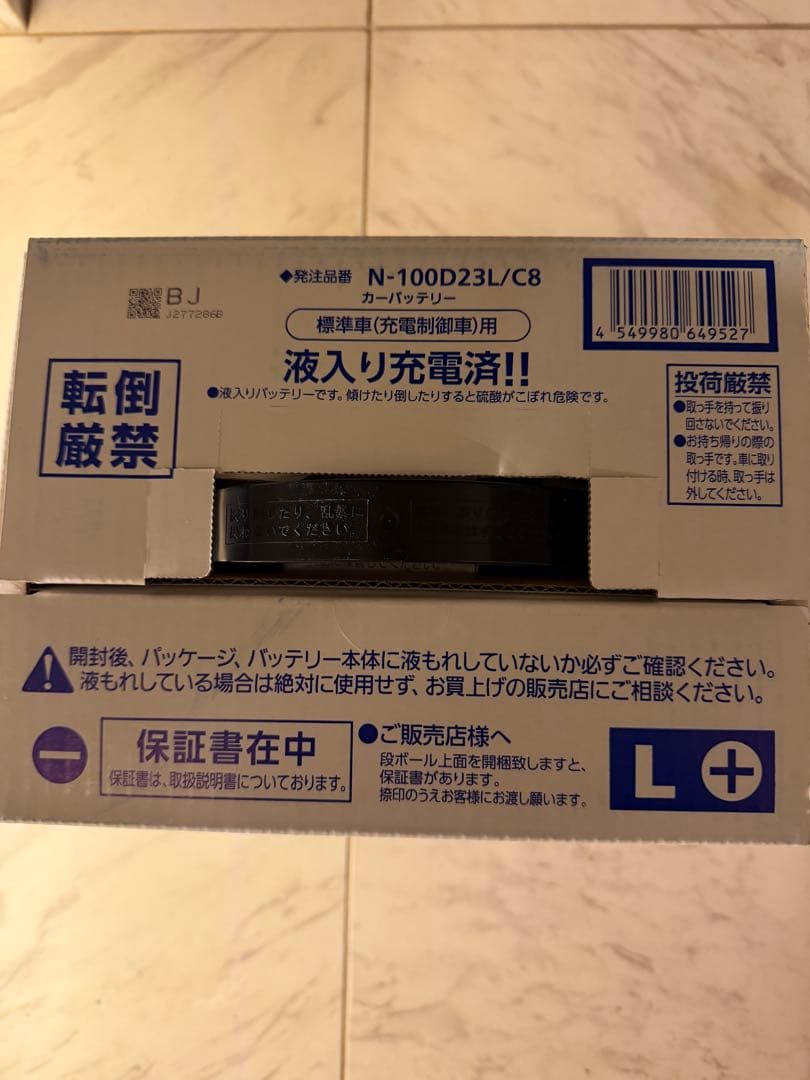 ◆発注品番 N-100D23L/C8
カーバッテリー
標準車(充電制御車)用
液入り充電済!!
●液入りバッテリーです。傾けたり倒したりすると硫酸がこぼれ危険です。
BJ
J277286B
4 549980 649527
転倒
厳禁
投荷厳禁
●取っ手を持って振り
回さないでください。
●お持ち帰りの際の
取っ手です。車に取り
付ける時、取っ手は
外してください。
したり、乱暴に
でください。
開封後、パッケージ、バッテリー本体に液もれしていないか必ずご確認ください。
液もれしている場合は絶対に使用せず、お買上げの販売店にご相談ください。
保証書在中
保証書は、取扱説明書についております。
●ご販売店様へ
段ボール上面を開梱致しますと、
保証書があります。
捺印のうえお客様にお渡し願います。
L+